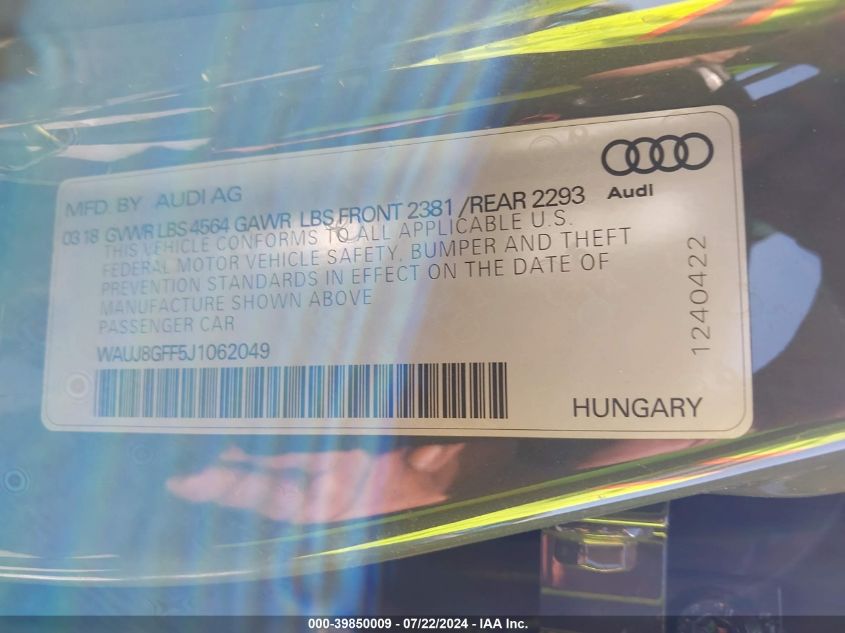 MFD. BY AUDI AG
Audi
03 18 GVWR LBS 4564 GAWR LBS FRONT 2381 / REAR 2293
THIS VEHICLE CONFORMS TO ALL APPLICABLE U.S.
FEDERAL MOTOR VEHICLE SAFETY, BUMPER AND THEFT
PREVENTION STANDARDS IN EFFECT ON THE DATE OF
MANUFACTURE SHOWN ABOVE
PASSENGER CAR
WAUJ8GFF5J1062049
HUNGARY
1240422
000-39850009 - 07/22/2024 - IAA Inc.